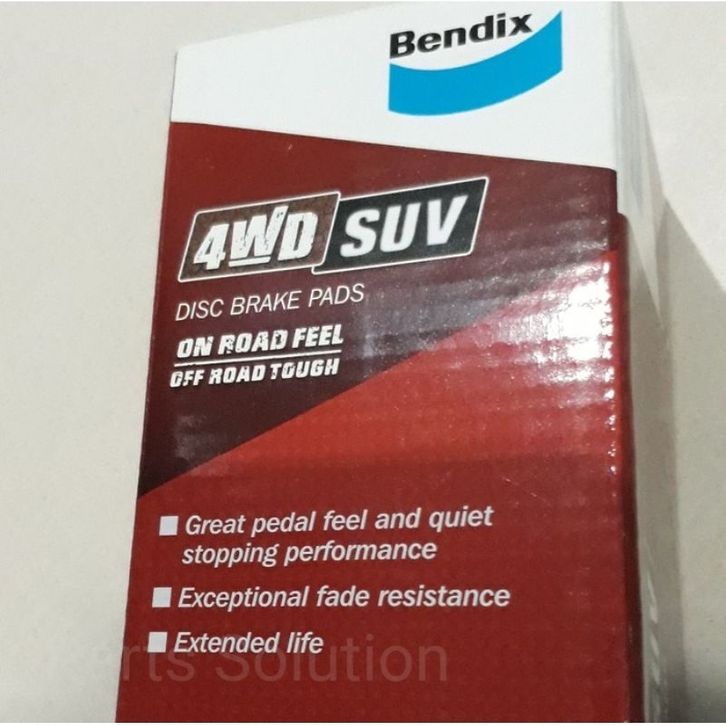 Bendix
4WD SUV
DISC BRAKE PADS
ON ROAD FEEL
OFF ROAD TOUGH
Great pedal feel and quiet
stopping performance
Exceptional fade resistance
Extended life
Solution